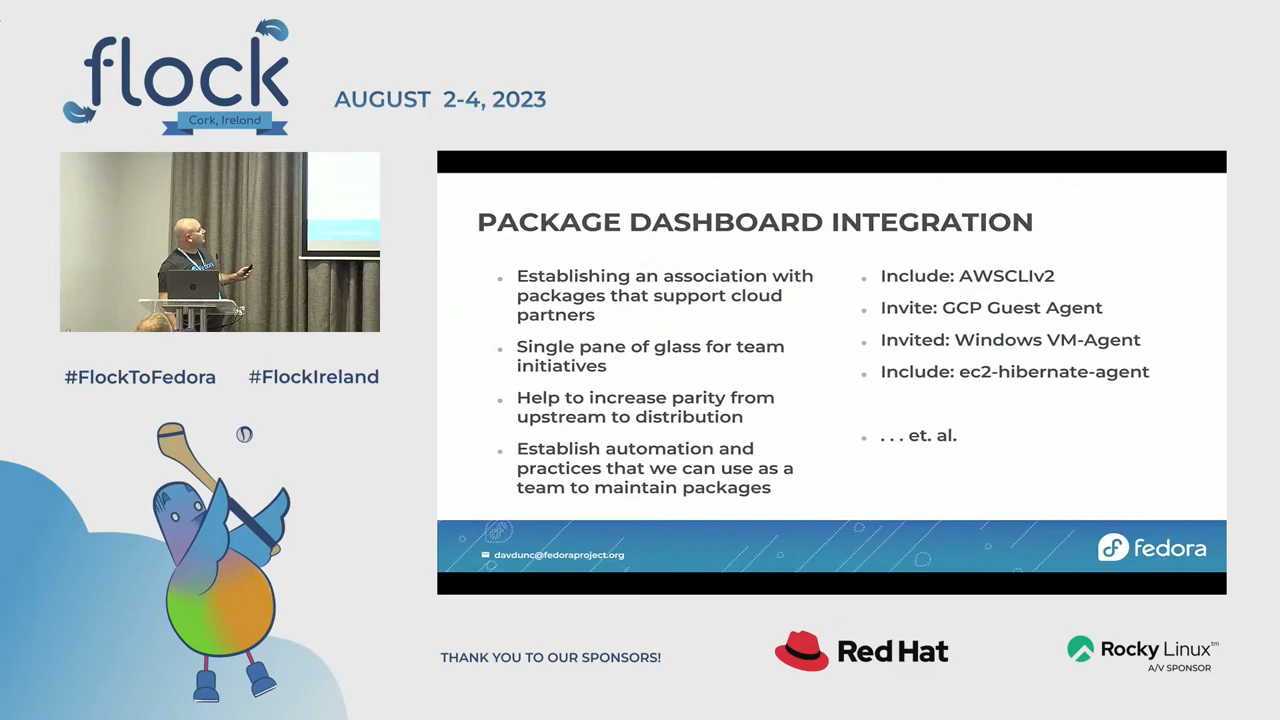 flock
Cork, Ireland
AUGUST 2-4, 2023
#FlockToFedora #FlockIreland
PACKAGE DASHBOARD INTEGRATION
Establishing an association with
packages that support cloud
partners
Single pane of glass for team
initiatives
Help to increase parity from
upstream to distribution
Establish automation and
practices that we can use as a
team to maintain packages
Include: AWSCLIv2
Invite: GCP Guest Agent
Invited: Windows VM-Agent
Include: ec2-hibernate-agent
. . . et. al.
davdunc@fedoraproject.org
fedora
THANK YOU TO OUR SPONSORS!
Red Hat
Rocky Linux™
A/V SPONSOR